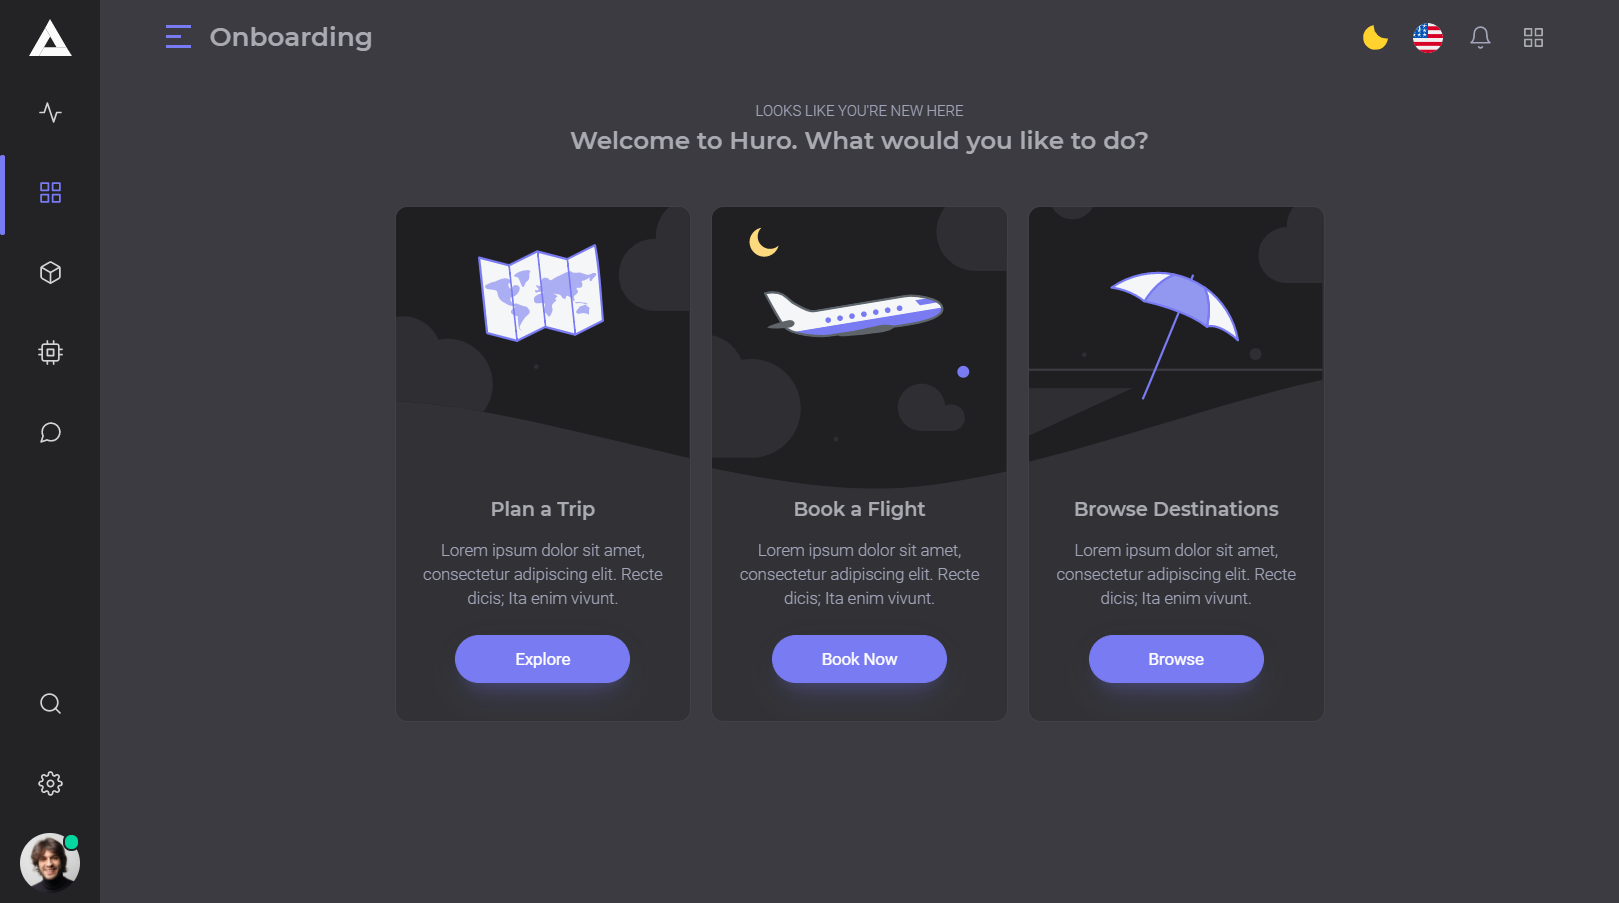 Onboarding
LOOKS LIKE YOU'RE NEW HERE
Welcome to Huro. What would you like to do?
Plan a Trip
Lorem ipsum dolor sit amet,
consectetur adipiscing elit. Recte
dicis; Ita enim vivunt.
Explore
Book a Flight
Lorem ipsum dolor sit amet,
consectetur adipiscing elit. Recte
dicis; Ita enim vivunt.
Book Now
Browse Destinations
Lorem ipsum dolor sit amet,
consectetur adipiscing elit. Recte
dicis; Ita enim vivunt.
Browse